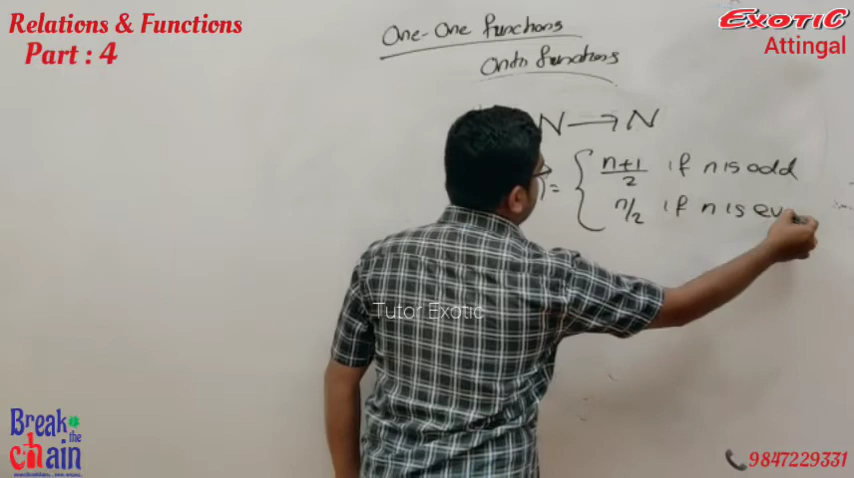 Relations & Functions
Part : 4
EXOTIC
Attingal
One-One functions
Onto functions
N → N
) = { n+1/2 if n is odd
n/2 if n is ev
Tutor Exotic
Break the chain
9847229331